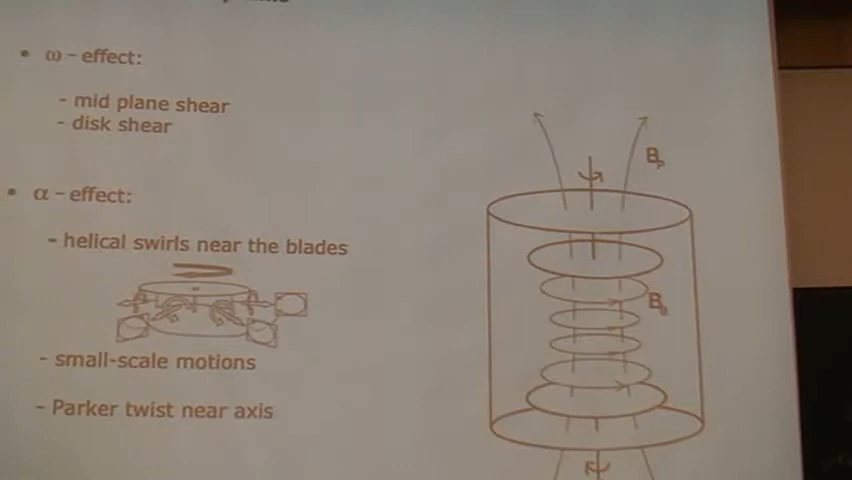 • ω – effect:
- mid plane shear
- disk shear
• α – effect:
- helical swirls near the blades
- small-scale motions
- Parker twist near axis
Bp